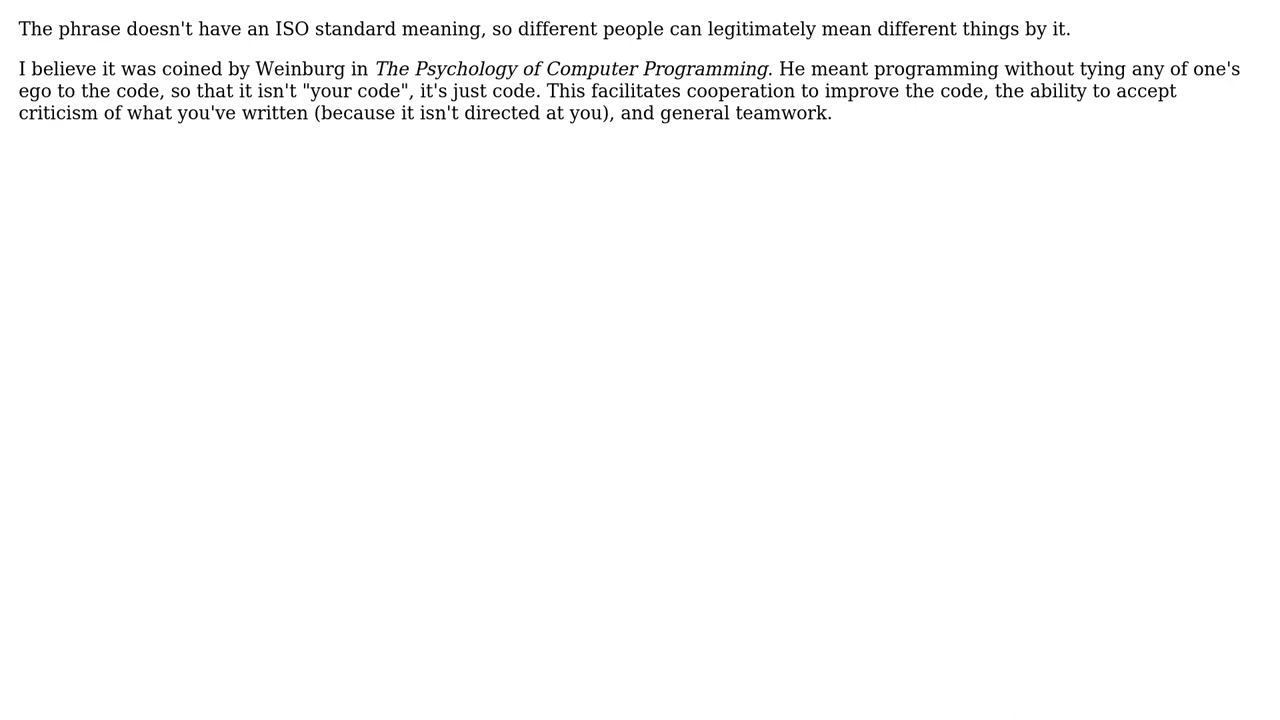 The phrase doesn't have an ISO standard meaning, so different people can legitimately mean different things by it.
I believe it was coined by Weinburg in The Psychology of Computer Programming. He meant programming without tying any of one's
ego to the code, so that it isn't "your code", it's just code. This facilitates cooperation to improve the code, the ability to accept
criticism of what you've written (because it isn't directed at you), and general teamwork.